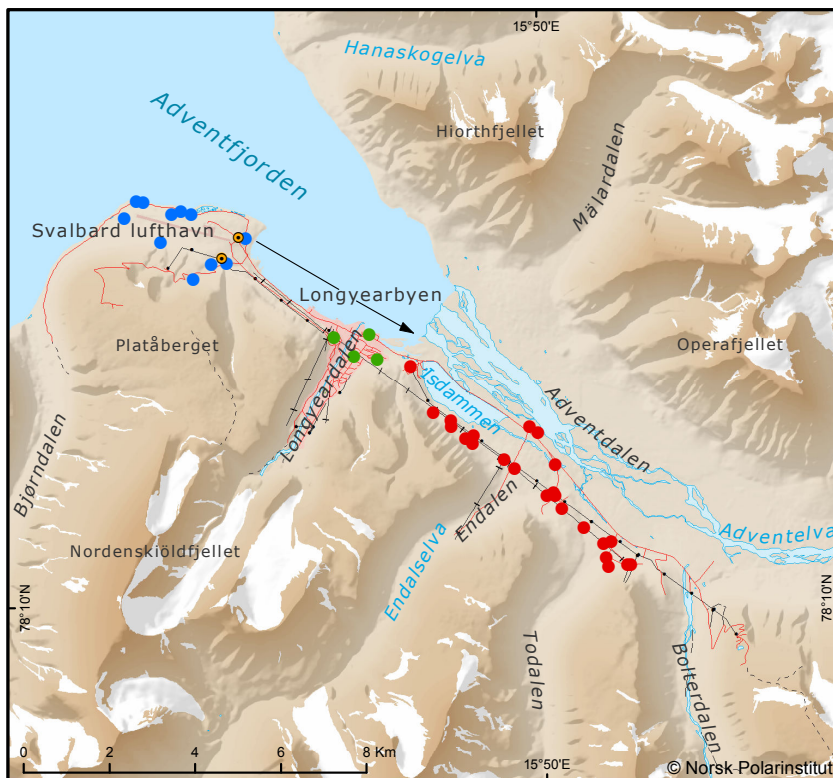 15°50'E
Hanaskogelva
Adventfjorden
Hiorthfjellet
Mälardalen
Svalbard lufthavn
Longyearbyen
Platåberget
Operafjellet
Isdammen
Longyeardalen
Adventdalen
Bjørndalen
Endalen
Adventelva
Nordenskiöldfjellet
Endalselva
78°10'N
78°10'N
Todalen
Bolterdalen
0 2 4 8 Km
15°50'E
© Norsk Polarinstitutt